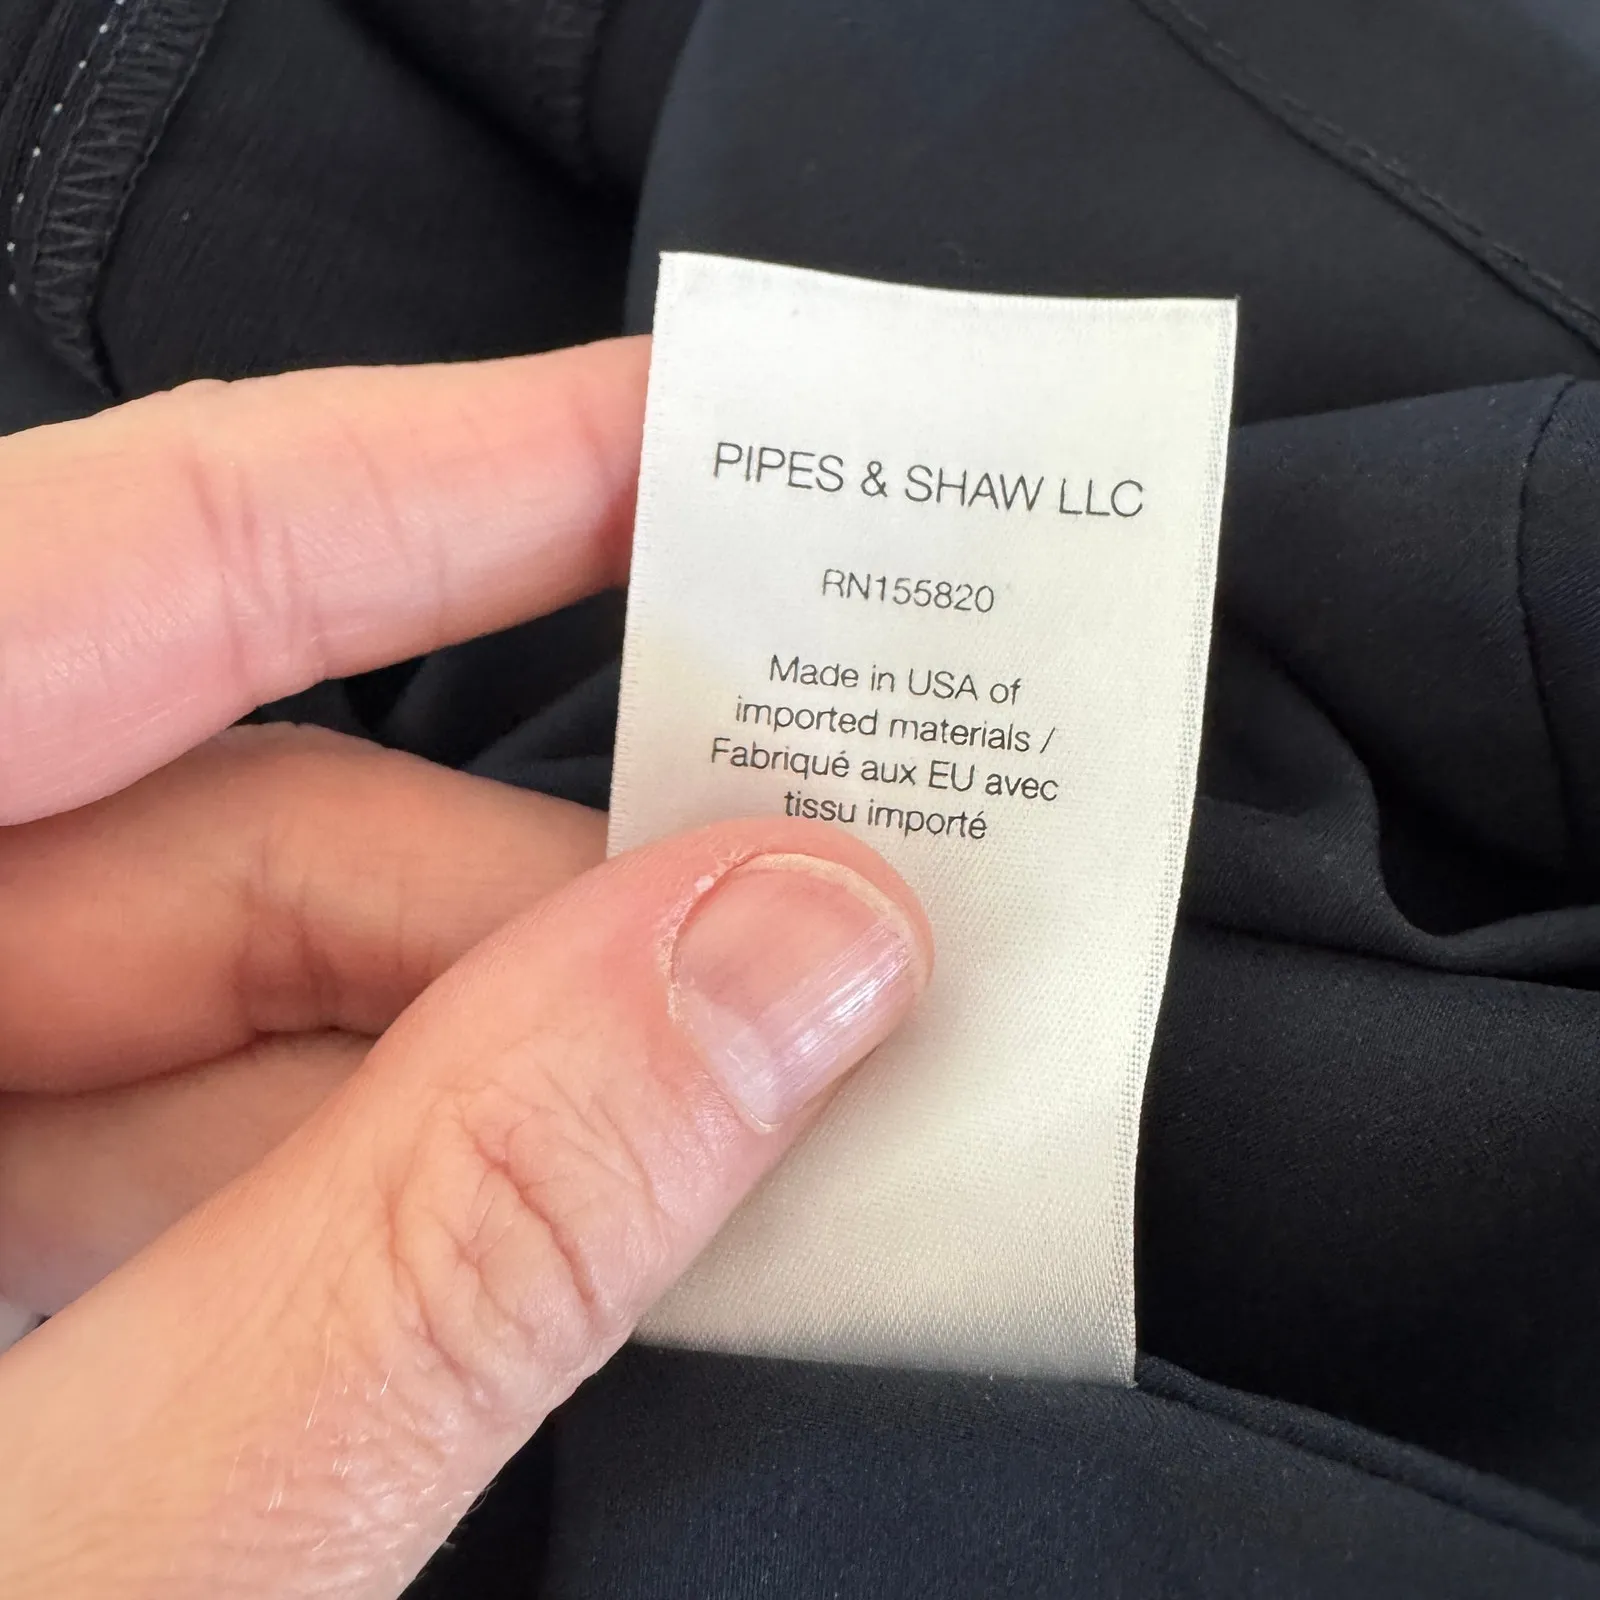 PIPES & SHAW LLC
RN155820
Made in USA of
imported materials /
Fabriqué aux EU avec
tissu importé